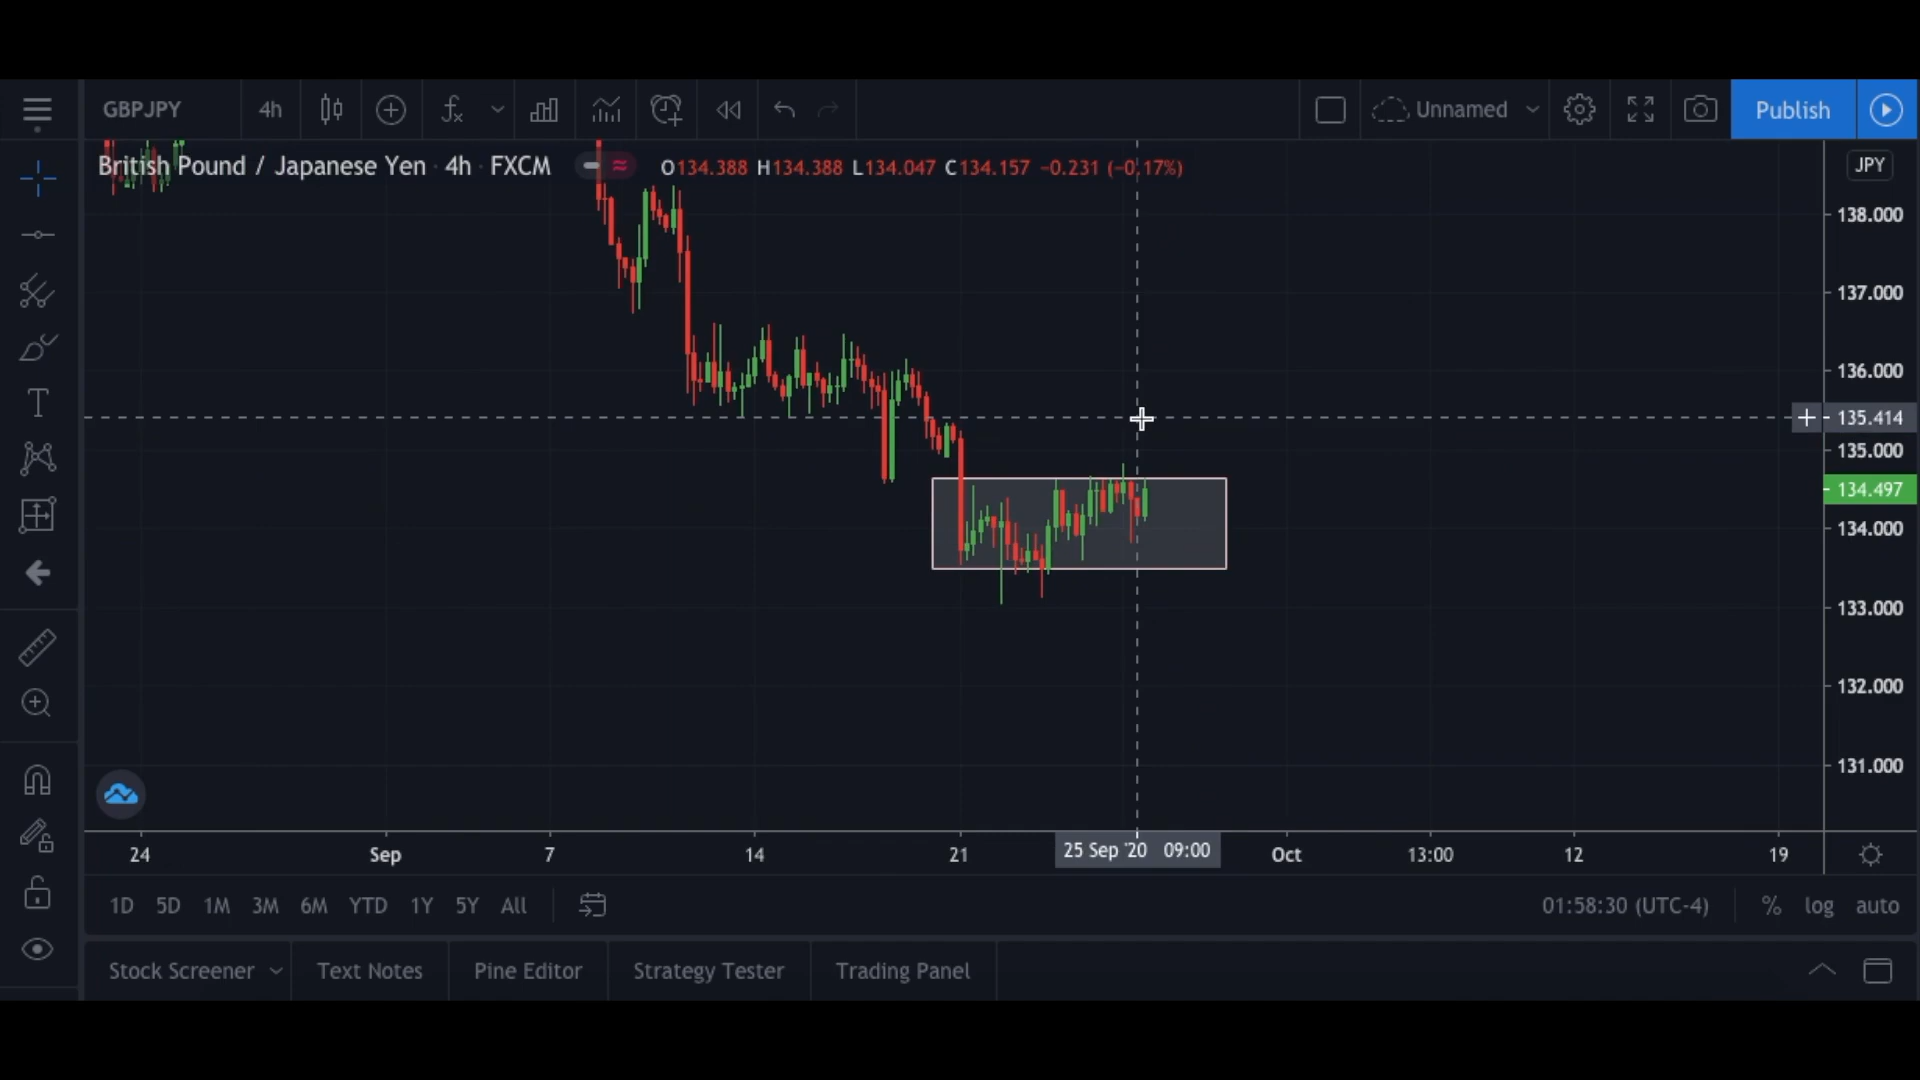 GBPJPY 4h Unnamed Publish
British Pound / Japanese Yen · 4h · FXCM O134.388 H134.388 L134.047 C134.157 −0.231 (−0.17%) JPY
138.000
137.000
136.000
135.414
135.000
134.497
134.000
133.000
132.000
131.000
24 Sep 7 14 21 25 Sep '20 09:00 Oct 13:00 12 19
1D 5D 1M 3M 6M YTD 1Y 5Y All 01:58:30 (UTC-4) % log auto
Stock Screener Text Notes Pine Editor Strategy Tester Trading Panel